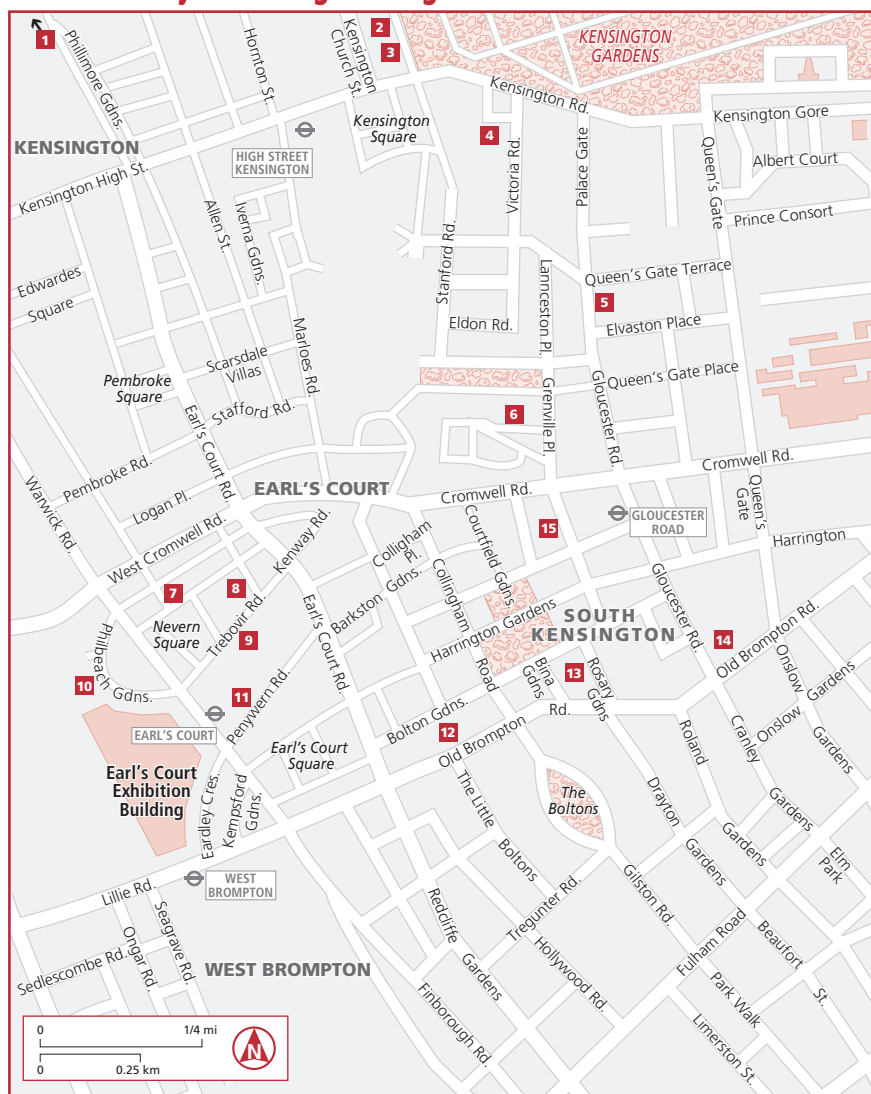 1
2
3
KENSINGTON
GARDENS
Phillimore Gdns.
Hornton St.
Kensington
Church St.
Kensington Rd.
Kensington Gore
4
Kensington
Square
KENSINGTON
HIGH STREET
KENSINGTON
Albert Court
Kensington High St.
Victoria Rd.
Palace Gate
Queen's Gate
Prince Consort
Allen St.
Iverna Gdns.
Stanford Rd.
Edwardes
Square
Queen's Gate Terrace
5
Lannceston Pl.
Eldon Rd.
Elvaston Place
Marloes Rd.
Scarsdale
Villas
Pembroke
Square
Queen's Gate Place
Gloucester Rd.
Stafford Rd.
6
Grenville Pl.
Earl's Court Rd.
Pembroke Rd.
Warwick Rd.
Logan Pl.
EARL'S COURT
Cromwell Rd.
Cromwell Rd.
Queen's
Gate
West Cromwell Rd.
Kenway Rd.
Colligham
Pl.
Courtfield Gdns.
15
GLOUCESTER
ROAD
Harrington
7
8
Barkston Gdns.
Collingham
Road
Gloucester Rd.
Nevern
Square
Trebovir Rd.
9
Earl's Court Rd.
Harrington Gardens
SOUTH
KENSINGTON
14
Old Brompton Rd.
Philbeach Gdns.
10
11
Penywern Rd.
Bina
Gdns
13
Rosary
Gdns
Onslow
Gardens
Onslow Gardens
EARL'S COURT
Bolton Gdns.
12
Old Brompton
Rd.
Roland
Gardens
Cranley
Gardens
Earl's Court
Square
Earl's Court
Exhibition
Building
Eardley Cres.
Kempsford
Gdns.
The Little
Boltons
The
Boltons
Drayton
Gardens
Elm
Park
WEST
BROMPTON
Lillie Rd.
Seagrave Rd.
Ongar Rd.
Sedlescombe Rd.
Redcliffe
Gardens
Tregunter Rd.
Gilston Rd.
Hollywood Rd.
Fulham Road
Beaufort
St.
WEST BROMPTON
Finborough Rd.
Park Walk
Limerston St.
0
1/4 mi
0
0.25 km
N